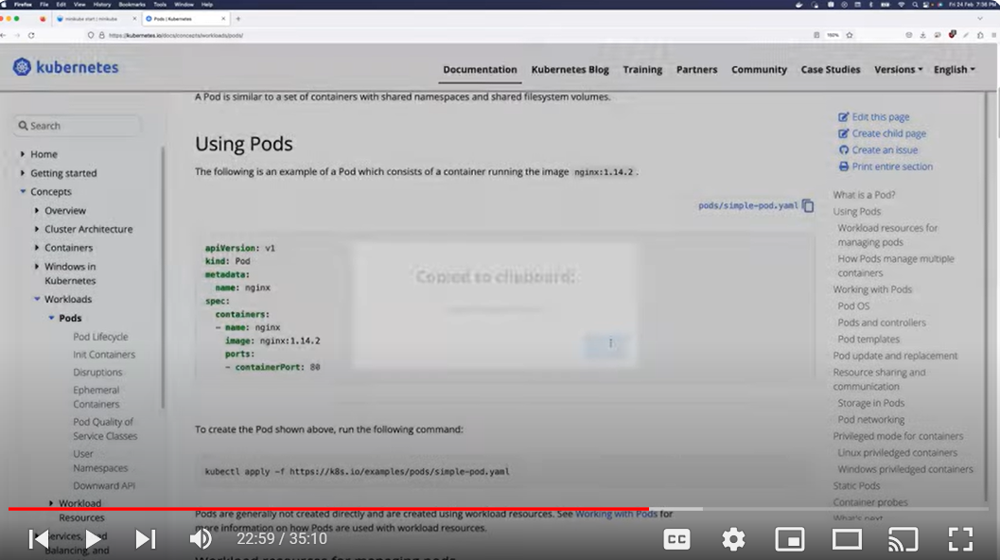 Firefox File Edit View History Bookmarks Tools Window Help
Fri 24 Feb 7:36 PM
minikube start | minikube
Pods | Kubernetes
https://kubernetes.io/docs/concepts/workloads/pods/
150%
kubernetes
Documentation Kubernetes Blog Training Partners Community Case Studies Versions English
A Pod is similar to a set of containers with shared namespaces and shared filesystem volumes.
Search
Home
Getting started
Concepts
Overview
Cluster Architecture
Containers
Windows in
Kubernetes
Workloads
Pods
Pod Lifecycle
Init Containers
Disruptions
Ephemeral
Containers
Pod Quality of
Service Classes
User
Namespaces
Downward API
Workload
Resources
Services,
Balancing, and
Using Pods
The following is an example of a Pod which consists of a container running the image nginx:1.14.2 .
pods/simple-pod.yaml
apiVersion: v1
kind: Pod
metadata:
name: nginx
spec:
containers:
- name: nginx
image: nginx:1.14.2
ports:
- containerPort: 80
Copied to clipboard:
To create the Pod shown above, run the following command:
kubectl apply -f https://k8s.io/examples/pods/simple-pod.yaml
Pods are generally not created directly and are created using workload resources. See Working with Pods for
more information on how Pods are used with workload resources.
Workload resources for managing pods
Edit this page
Create child page
Create an issue
Print entire section
What is a Pod?
Using Pods
Workload resources for
managing pods
How Pods manage multiple
containers
Working with Pods
Pod OS
Pods and controllers
Pod templates
Pod update and replacement
Resource sharing and
communication
Storage in Pods
Pod networking
Privileged mode for containers
Linux priviledged containers
Windows priviledged containers
Static Pods
Container probes
What's next
22:59 / 35:10
CC